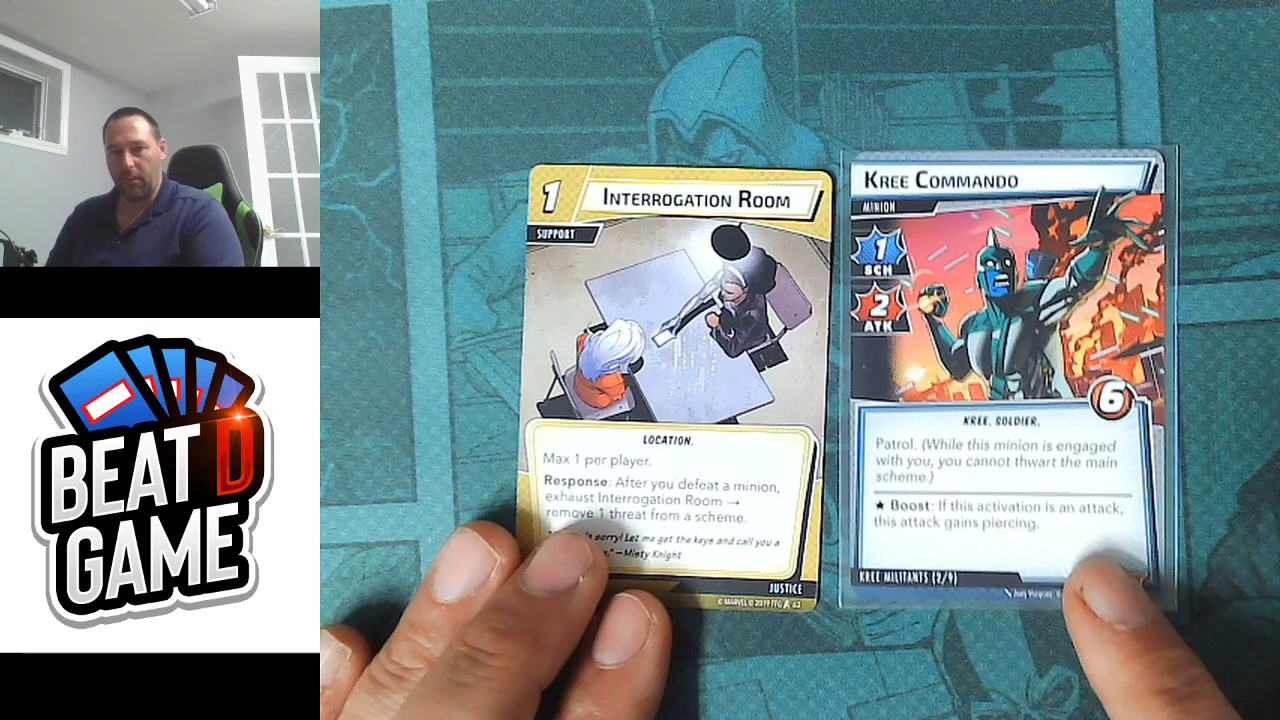 BEAT D
GAME
1
INTERROGATION ROOM
SUPPORT
LOCATION.
Max 1 per player.
Response: After you defeat a minion,
exhaust Interrogation Room →
remove 1 threat from a scheme.
sorry! Let me get the keys and call you a
—Misty Knight
JUSTICE
© MARVEL © 2019 FFG
63
KREE COMMANDO
MINION
1
SCH
2
ATK
6
KREE. SOLDIER.
Patrol. (While this minion is engaged
with you, you cannot thwart the main
scheme.)
★ Boost: If this activation is an attack,
this attack gains piercing.
KREE MILITANTS (2/9)